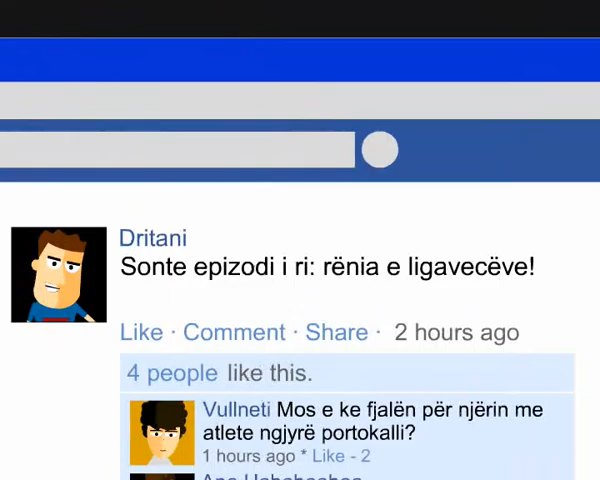 Dritani
Sonte epizodi i ri: rënia e ligavecëve!
Like · Comment · Share · 2 hours ago
4 people like this.
Vullneti Mos e ke fjalën për njërin me
atlete ngjyrë portokalli?
1 hours ago * Like - 2